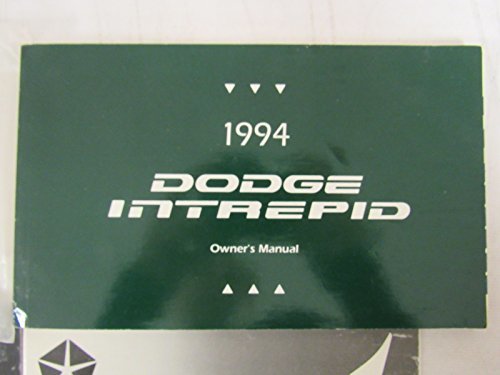 1994
DODGE
INTREPID
Owner's Manual